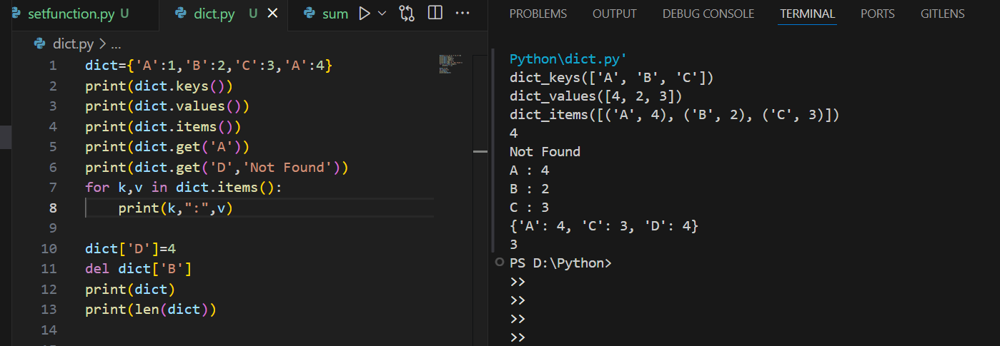 setfunction.py U
dict.py U
sum
dict.py > ...
1 dict={'A':1,'B':2,'C':3,'A':4}
2 print(dict.keys())
3 print(dict.values())
4 print(dict.items())
5 print(dict.get('A'))
6 print(dict.get('D','Not Found'))
7 for k,v in dict.items():
8     print(k,":",v)
9
10 dict['D']=4
11 del dict['B']
12 print(dict)
13 print(len(dict))
14
PROBLEMS OUTPUT DEBUG CONSOLE TERMINAL PORTS GITLENS
Python\dict.py'
dict_keys(['A', 'B', 'C'])
dict_values([4, 2, 3])
dict_items([('A', 4), ('B', 2), ('C', 3)])
4
Not Found
A : 4
B : 2
C : 3
{'A': 4, 'C': 3, 'D': 4}
3
PS D:\Python>
>>
>>
>>
>>